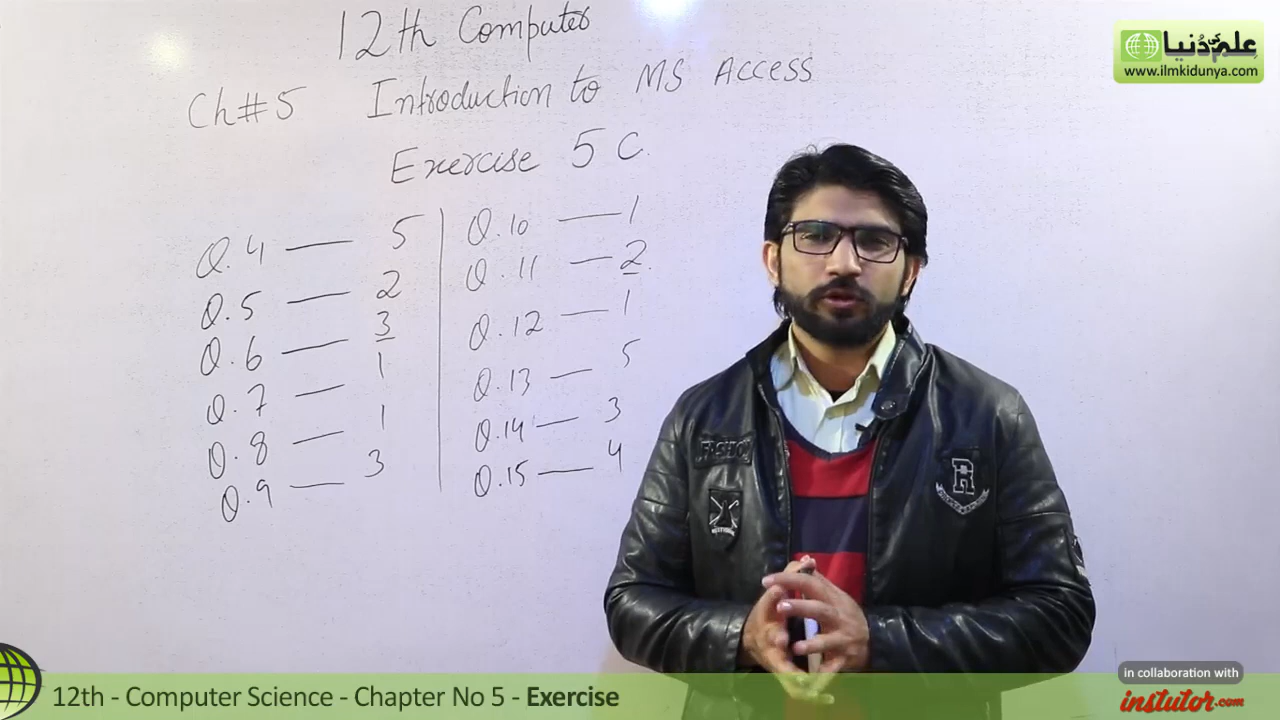 12th Computer
Ch#5 Introduction to MS Access
Exercise 5 C.
Q.4 — 5
Q.5 — 2
Q.6 — 3
Q.7 — 1
Q.8 — 1
Q.9 — 3
Q.10 — 1
Q.11 — 2.
Q.12 — 1
Q.13 — 5
Q.14 — 3
Q.15 — 4
علم کی دُنیا
www.ilmkidunya.com
R
12th - Computer Science - Chapter No 5 - Exercise
in collaboration with
instutor.com